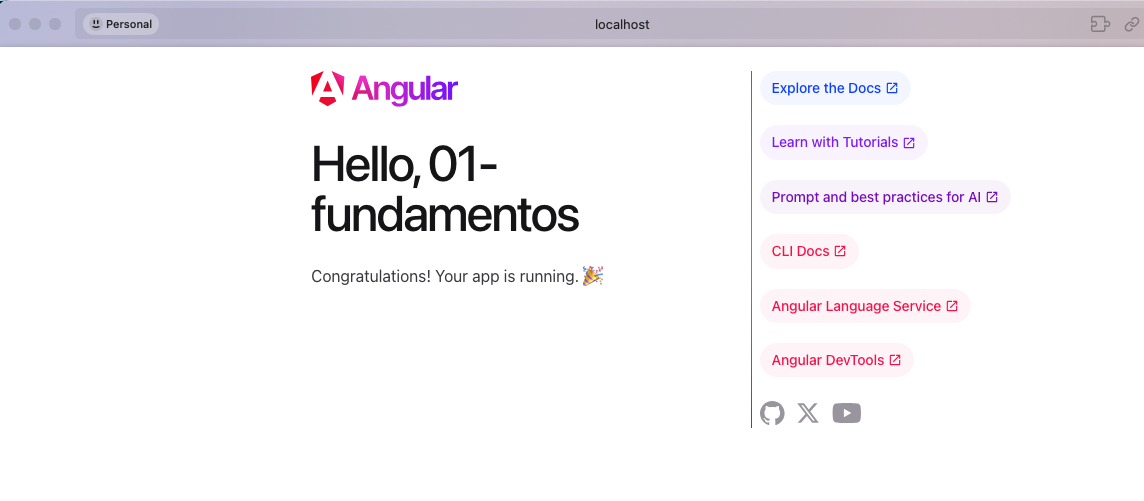 Personal
localhost
Angular
Hello, 01-
fundamentos
Congratulations! Your app is running. 🎉
Explore the Docs
Learn with Tutorials
Prompt and best practices for AI
CLI Docs
Angular Language Service
Angular DevTools